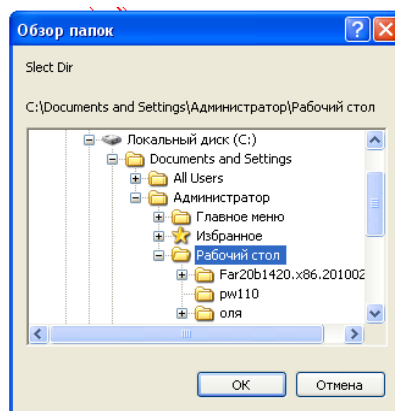 Обзор папок
Slect Dir
C:\Documents and Settings\Администратор\Рабочий стол
Локальный диск (C:)
Documents and Settings
All Users
Администратор
Главное меню
Избранное
Рабочий стол
Far20b1420.x86.201002
pw110
оля
ОК
Отмена